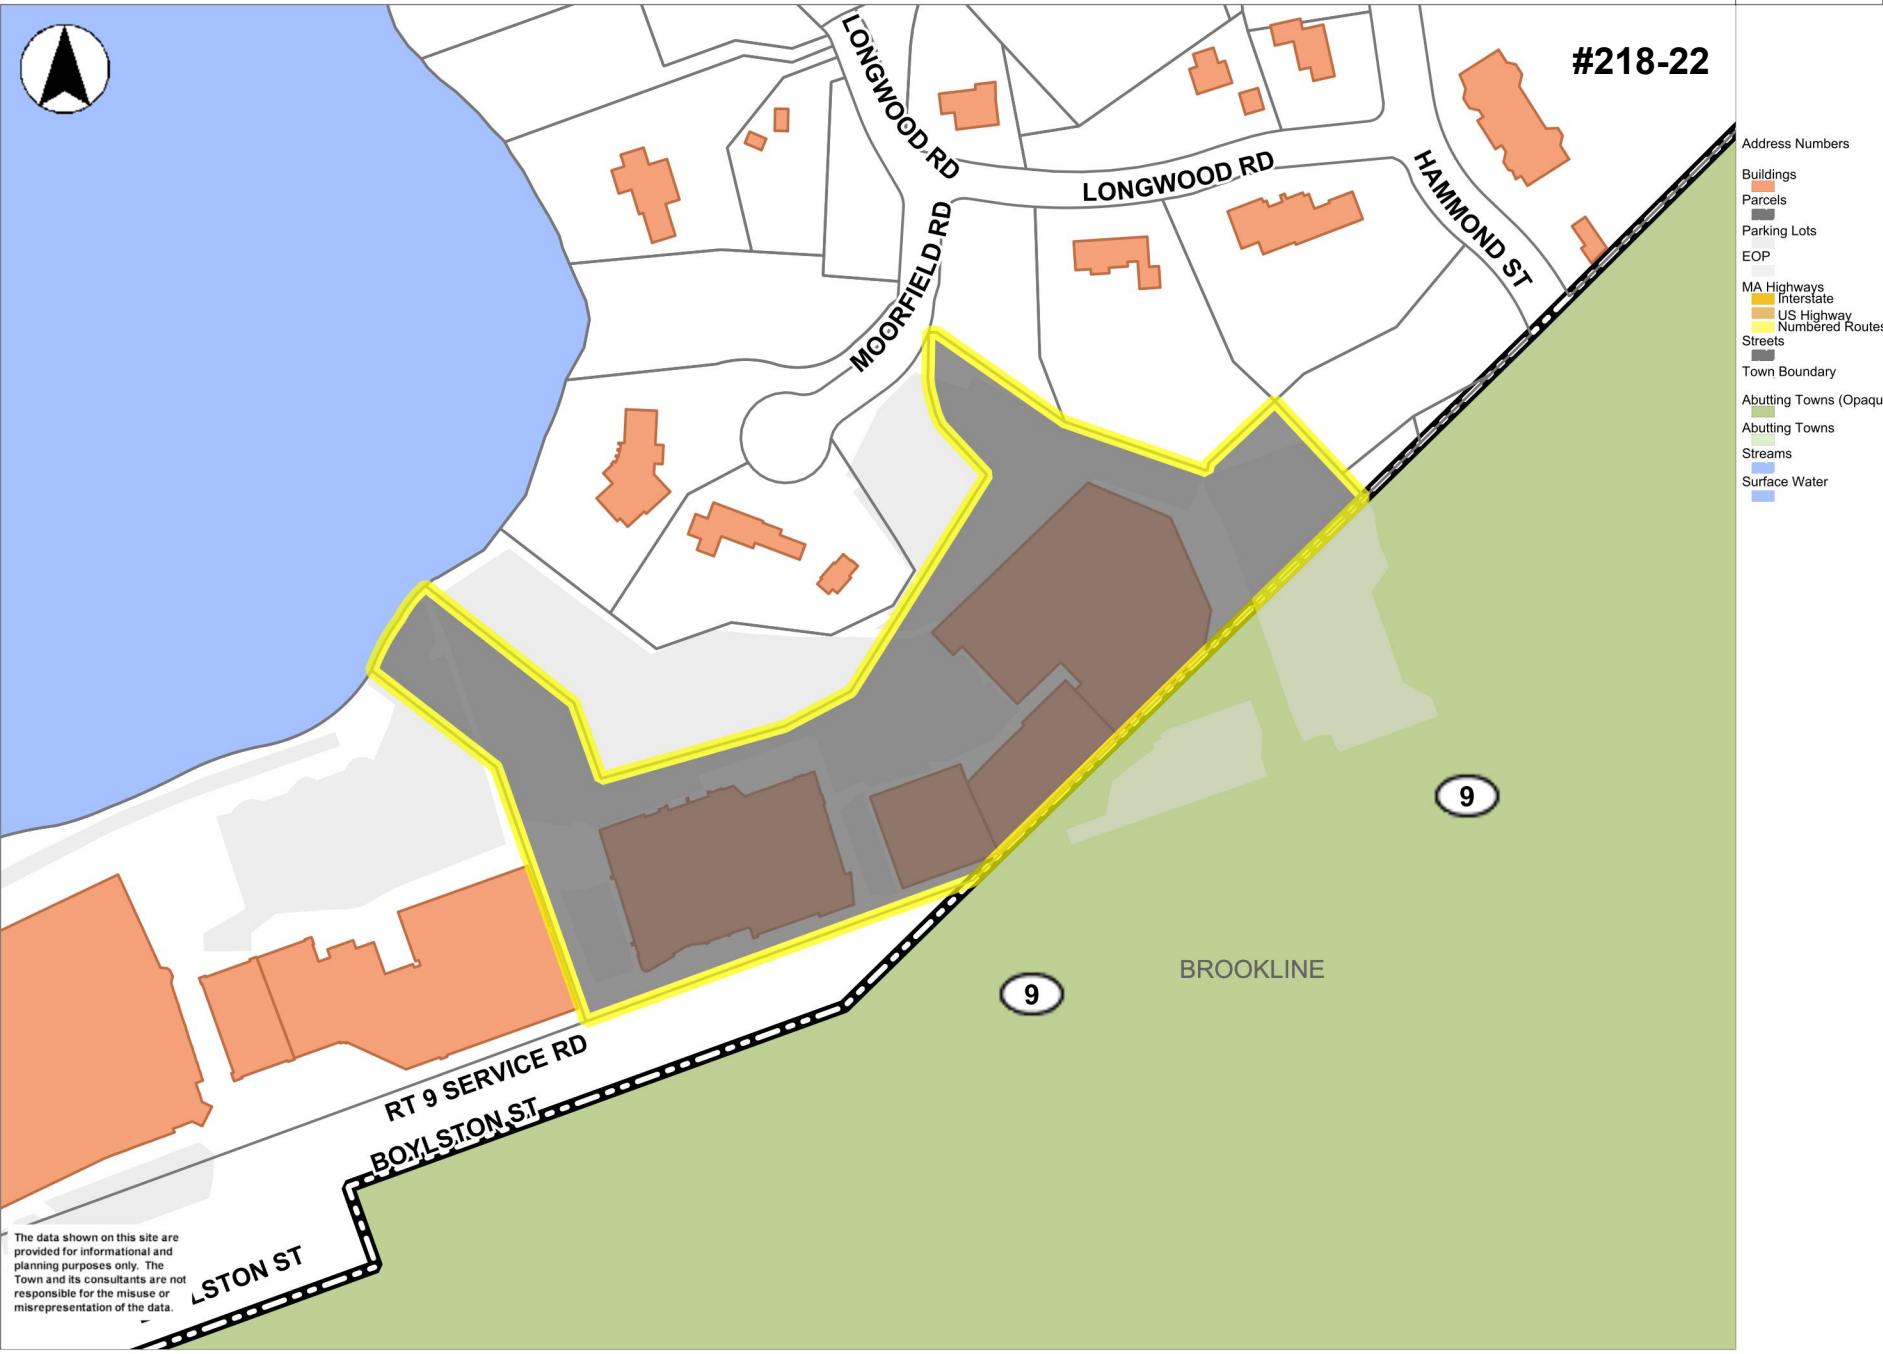 #218-22
LONGWOOD RD
LONGWOOD RD
HAMMOND ST
MOORFIELD RD
9
9
BROOKLINE
RT 9 SERVICE RD
BOYLSTON ST
LSTON ST
The data shown on this site are
provided for informational and
planning purposes only. The
Town and its consultants are not
responsible for the misuse or
misrepresentation of the data.
Address Numbers
Buildings
Parcels
Parking Lots
EOP
MA Highways
Interstate
US Highway
Numbered Routes
Streets
Town Boundary
Abutting Towns (Opaqu
Abutting Towns
Streams
Surface Water